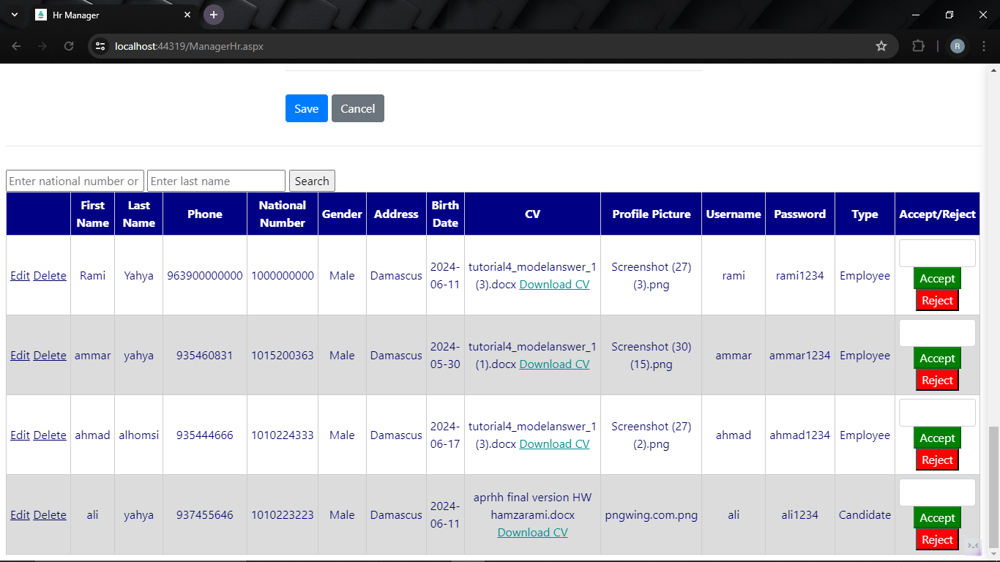 Hr Manager
localhost:44319/ManagerHr.aspx
R
Save Cancel
Enter national number or Enter last name Search
First Name Last Name Phone National Number Gender Address Birth Date CV Profile Picture Username Password Type Accept/Reject
Edit Delete Rami Yahya 963900000000 1000000000 Male Damascus 2024-06-11 tutorial4_modelanswer_1 (3).docx Download CV Screenshot (27) (3).png rami rami1234 Employee Accept Reject
Edit Delete ammar yahya 935460831 1015200363 Male Damascus 2024-05-30 tutorial4_modelanswer_1 (1).docx Download CV Screenshot (30) (15).png ammar ammar1234 Employee Accept Reject
Edit Delete ahmad alhomsi 935444666 1010224333 Male Damascus 2024-06-17 tutorial4_modelanswer_1 (3).docx Download CV Screenshot (27) (2).png ahmad ahmad1234 Employee Accept Reject
Edit Delete ali yahya 937455646 1010223223 Male Damascus 2024-06-11 aprhh final version HW hamzarami.docx Download CV pngwing.com.png ali ali1234 Candidate Accept Reject